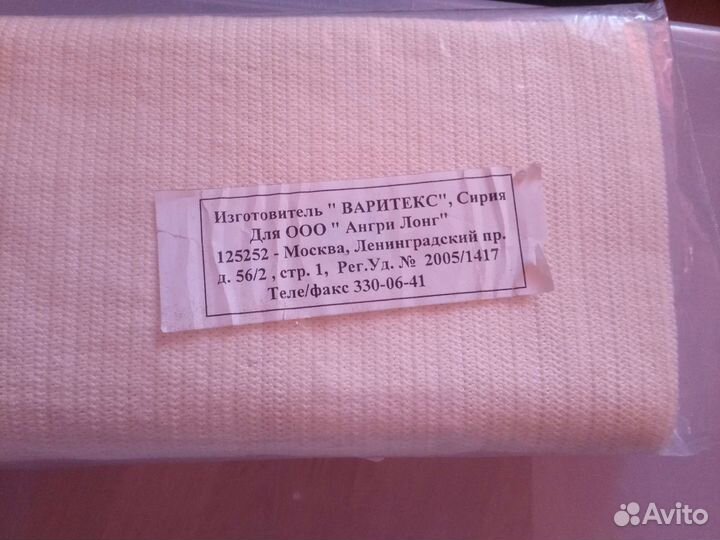 Изготовитель " ВАРИТЕКС", Сирия
Для ООО " Ангри Лонг"
125252 - Москва, Ленинградский пр.
д. 56/2 , стр. 1, Рег.Уд. № 2005/1417
Теле/факс 330-06-41
Avito